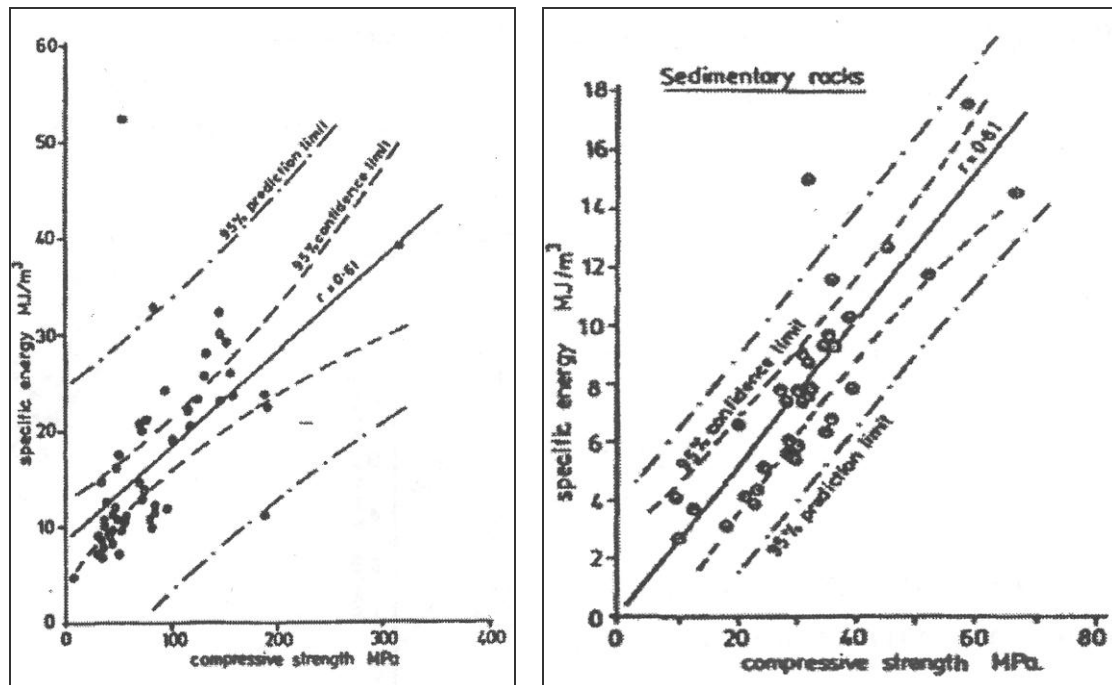 60
50
40
30
20
10
0
specific energy MJ/m³
95% prediction limit
95% confidence limit
r = 0.61
0 100 200 300 400
compressive strength MPa
Sedimentary rocks
18
16
14
12
10
8
6
4
2
0
specific energy MJ/m³
r = 0.81
95% confidence limit
95% prediction limit
0 20 40 60 80
compressive strength MPa.